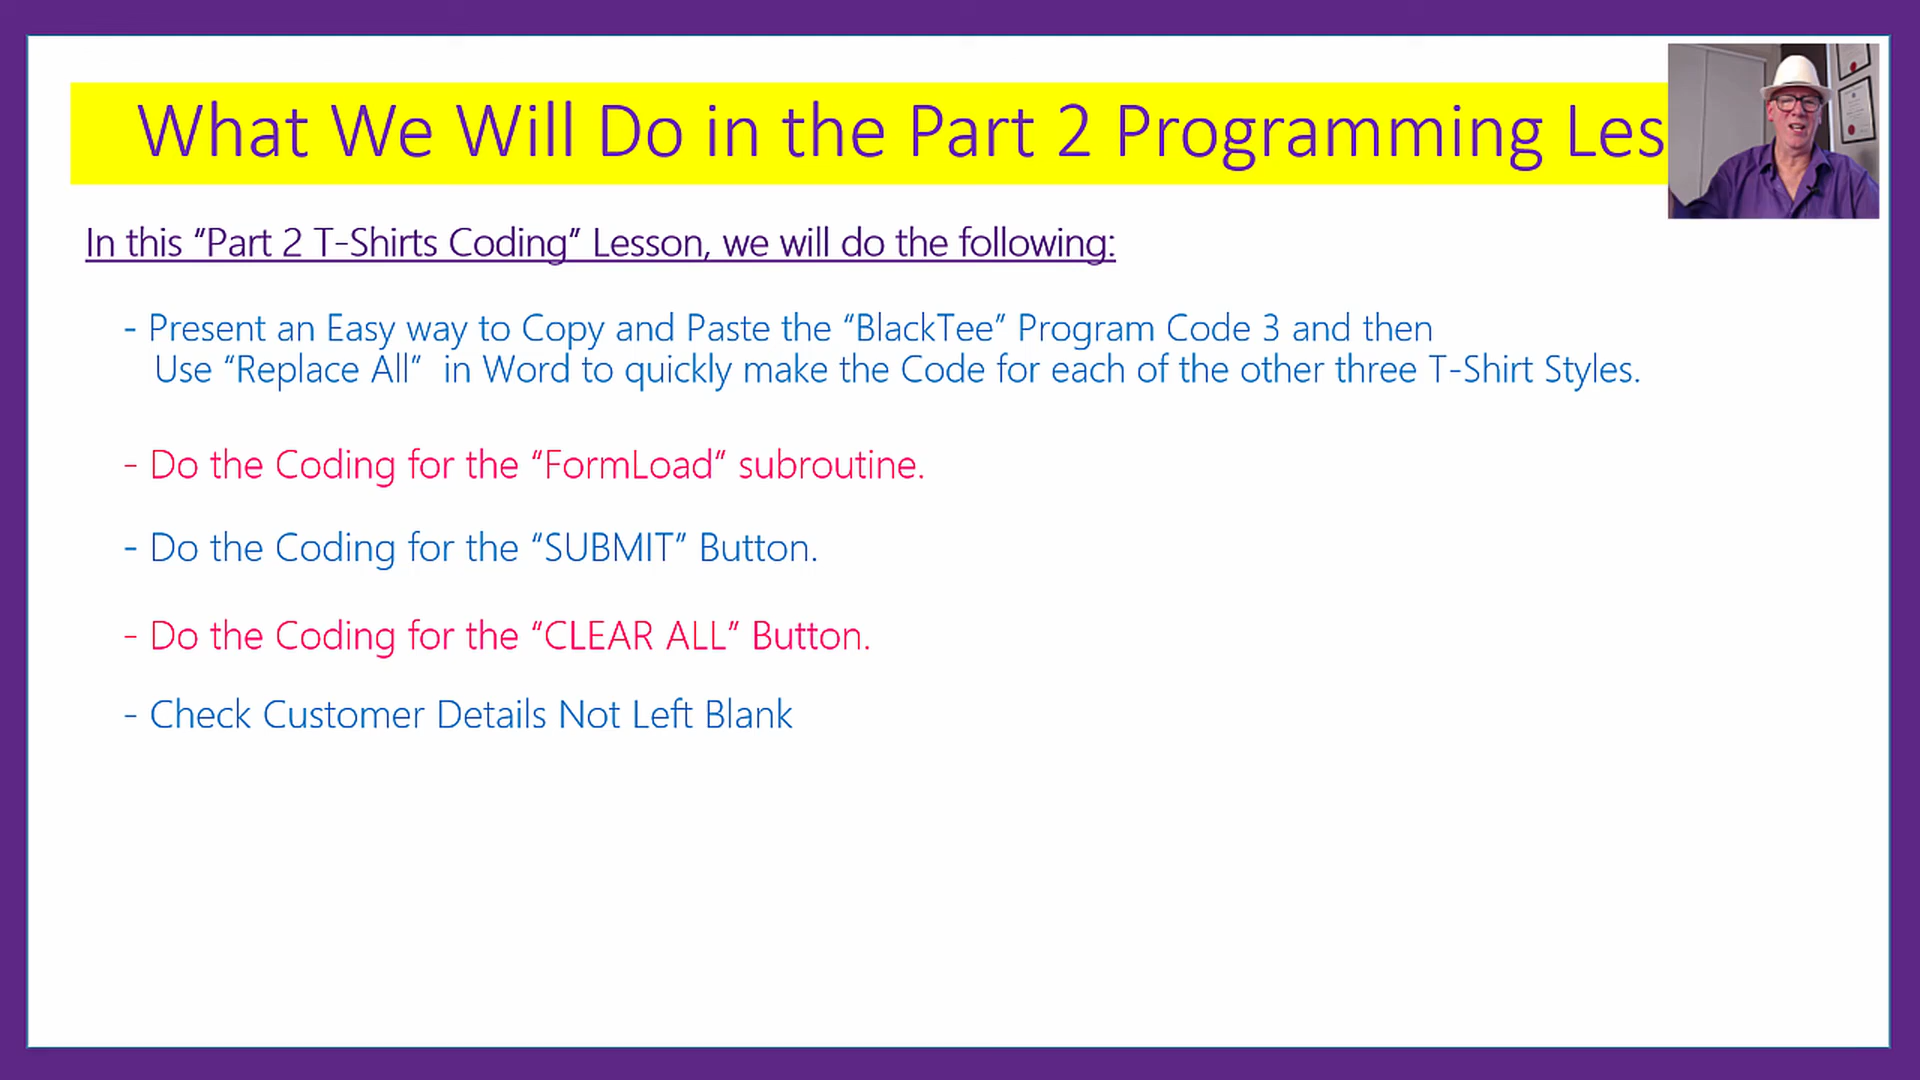 What We Will Do in the Part 2 Programming Les
In this “Part 2 T-Shirts Coding” Lesson, we will do the following:
- Present an Easy way to Copy and Paste the “BlackTee” Program Code 3 and then
Use “Replace All” in Word to quickly make the Code for each of the other three T-Shirt Styles.
- Do the Coding for the “FormLoad” subroutine.
- Do the Coding for the “SUBMIT” Button.
- Do the Coding for the “CLEAR ALL” Button.
- Check Customer Details Not Left Blank